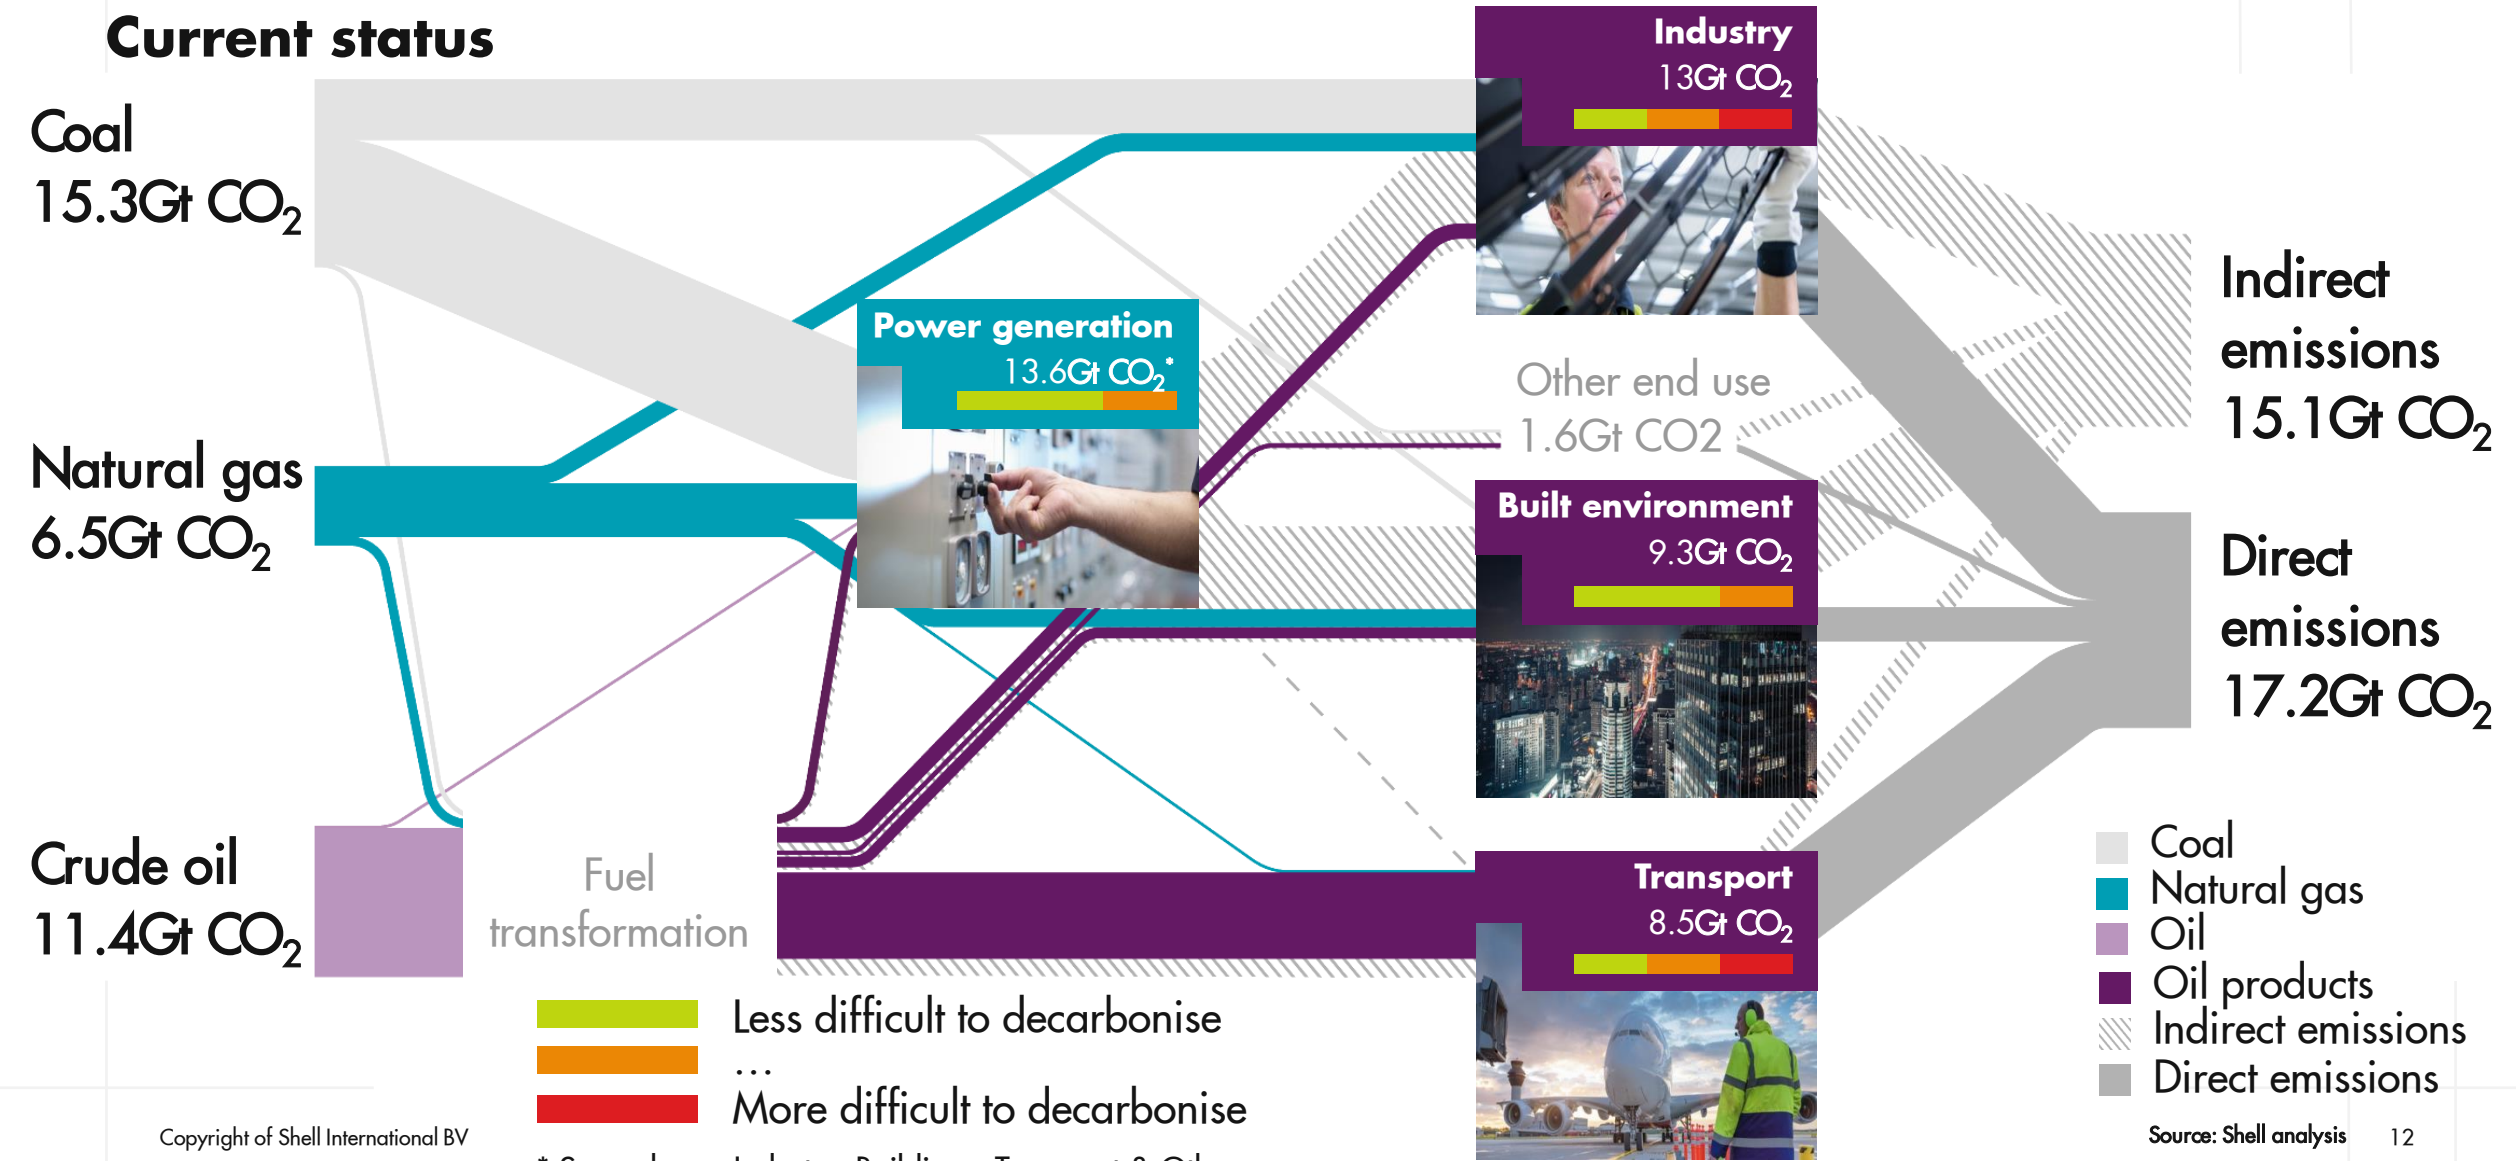 Current status
Coal
15.3Gt CO2
Natural gas
6.5Gt CO2
Crude oil
11.4Gt CO2
Power generation
13.6Gt CO2*
Fuel
transformation
Industry
13Gt CO2
Other end use
1.6Gt CO2
Built environment
9.3Gt CO2
Transport
8.5Gt CO2
Indirect
emissions
15.1Gt CO2
Direct
emissions
17.2Gt CO2
Coal
Natural gas
Oil
Oil products
Indirect emissions
Direct emissions
Less difficult to decarbonise
...
More difficult to decarbonise
Copyright of Shell International BV
Source: Shell analysis
12